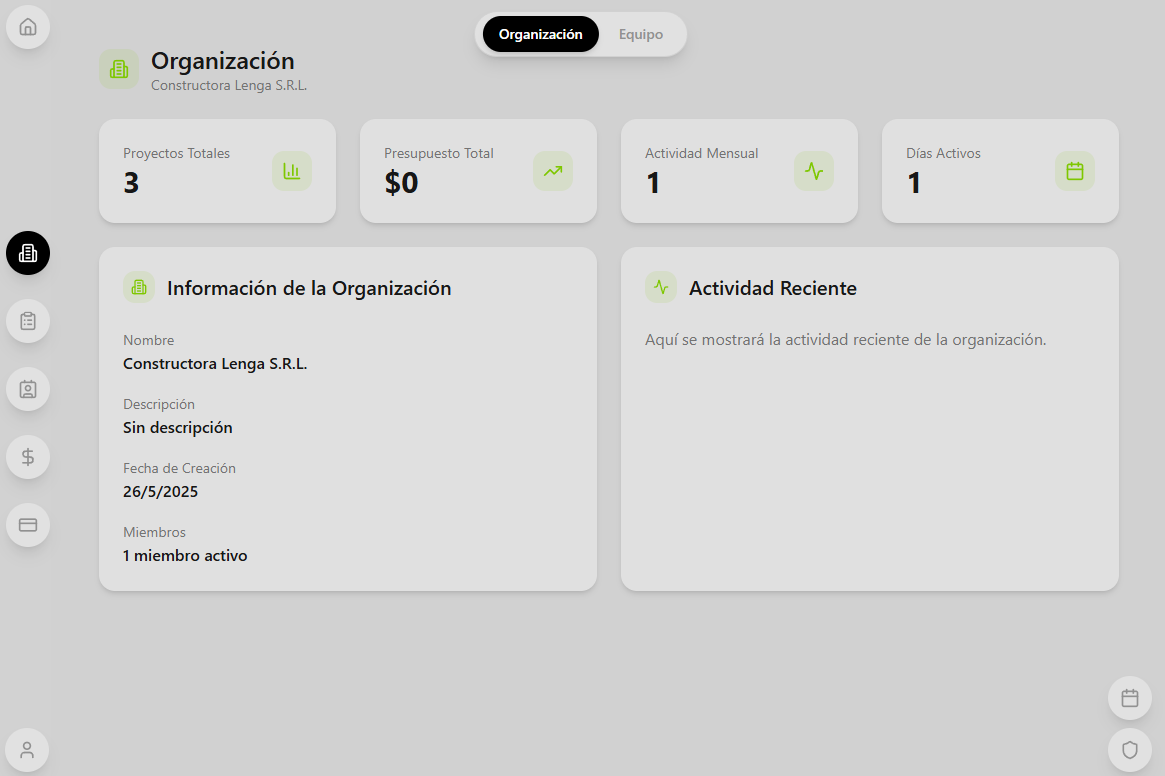 Organización
Equipo
Organización
Constructora Lenga S.R.L.
Proyectos Totales
3
Presupuesto Total
$0
Actividad Mensual
1
Días Activos
1
Información de la Organización
Nombre
Constructora Lenga S.R.L.
Descripción
Sin descripción
Fecha de Creación
26/5/2025
Miembros
1 miembro activo
Actividad Reciente
Aquí se mostrará la actividad reciente de la organización.